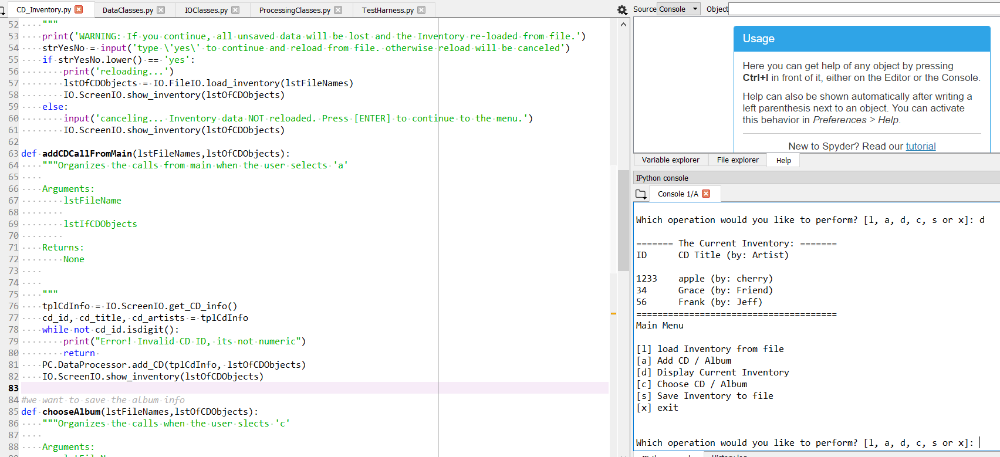 CD_Inventory.py
DataClasses.py
IOClasses.py
ProcessingClasses.py
TestHarness.py
52 """
53 print('WARNING: If you continue, all unsaved data will be lost and the Inventory re-loaded from file.')
54 strYesNo = input('type \'yes\' to continue and reload from file. otherwise reload will be canceled')
55 if strYesNo.lower() == 'yes':
56 print('reloading...')
57 lstOfCDObjects = IO.FileIO.load_inventory(lstFileNames)
58 IO.ScreenIO.show_inventory(lstOfCDObjects)
59 else:
60 input('canceling... Inventory data NOT reloaded. Press [ENTER] to continue to the menu.')
61 IO.ScreenIO.show_inventory(lstOfCDObjects)
62
63 def addCDCallFromMain(lstFileNames,lstOfCDObjects):
64 """Organizes the calls from main when the user selects 'a'
65
66 Arguments:
67 lstFileName
68
69 lstIfCDObjects
70
71 Returns:
72 None
73
74
75 """
76 tplCdInfo = IO.ScreenIO.get_CD_info()
77 cd_id, cd_title, cd_artists = tplCdInfo
78 while not cd_id.isdigit():
79 print("Error! Invalid CD ID, its not numeric")
80 return
81 PC.DataProcessor.add_CD(tplCdInfo, lstOfCDObjects)
82 IO.ScreenIO.show_inventory(lstOfCDObjects)
83
84 #we want to save the album info
85 def chooseAlbum(lstFileNames,lstOfCDObjects):
86 """Organizes the calls when the user slects 'c'
87
88 Arguments:
Source Console Object
Usage
Here you can get help of any object by pressing
Ctrl+I in front of it, either on the Editor or the Console.
Help can also be shown automatically after writing a
left parenthesis next to an object. You can activate
this behavior in Preferences > Help.
New to Spyder? Read our tutorial
Variable explorer
File explorer
Help
IPython console
Console 1/A
Which operation would you like to perform? [l, a, d, c, s or x]: d
======= The Current Inventory: =======
ID CD Title (by: Artist)
1233 apple (by: cherry)
34 Grace (by: Friend)
56 Frank (by: Jeff)
======================================
Main Menu
[l] load Inventory from file
[a] Add CD / Album
[d] Display Current Inventory
[c] Choose CD / Album
[s] Save Inventory to file
[x] exit
Which operation would you like to perform? [l, a, d, c, s or x]: